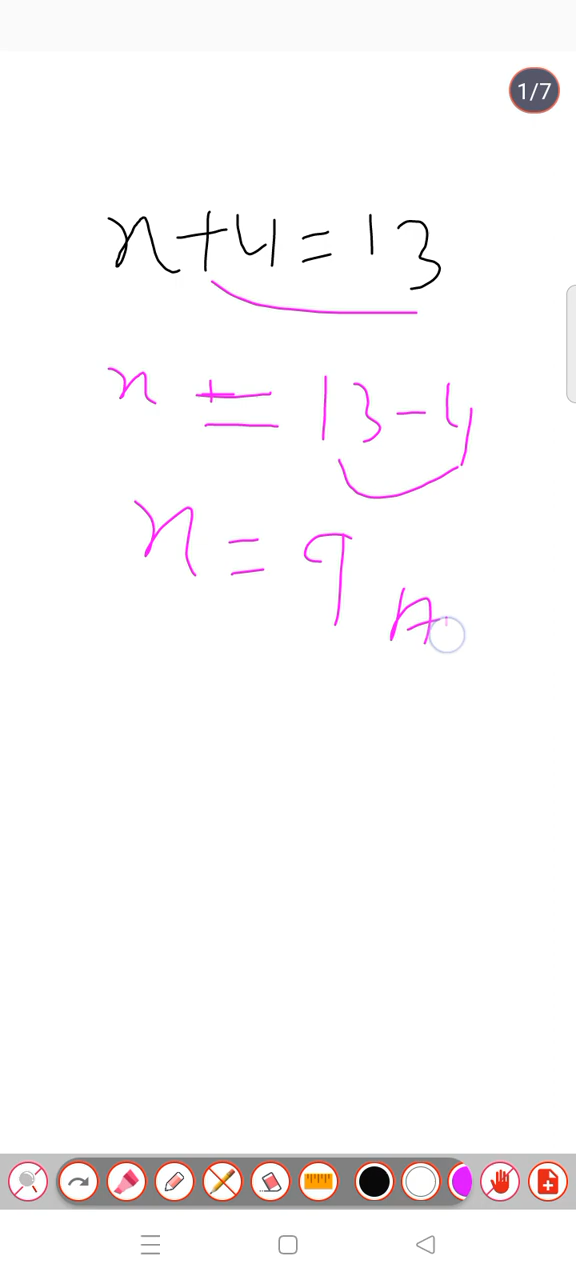 1/7
x+4=13
x = 13-4
x = 9
A